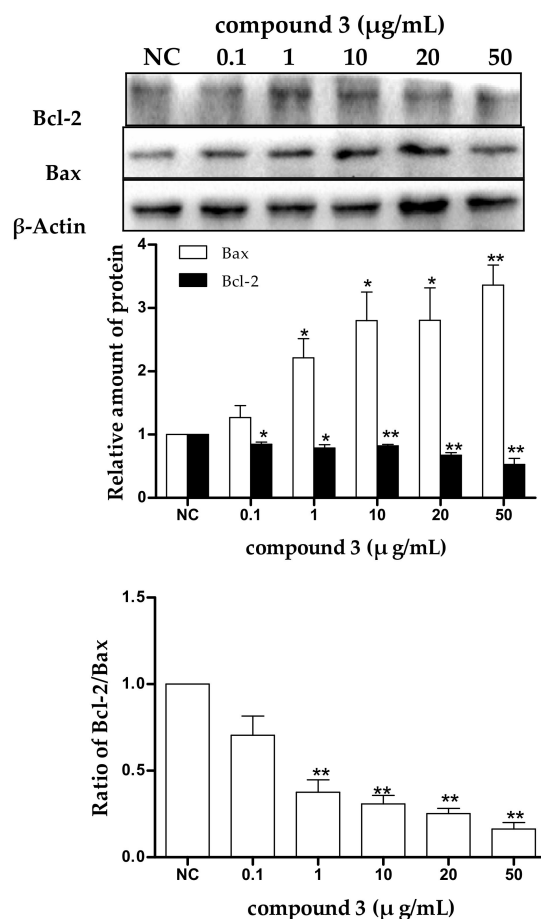 compound 3 (μg/mL)
NC 0.1 1 10 20 50
Bcl-2
Bax
β-Actin
Relative amount of protein
4
3
2
1
0
Bax
Bcl-2
* * * * ** * ** ** **
NC 0.1 1 10 20 50
compound 3 (μ g/mL)
Ratio of Bcl-2/Bax
1.5
1.0
0.5
0.0
** ** ** **
NC 0.1 1 10 20 50
compound 3 (μ g/mL)